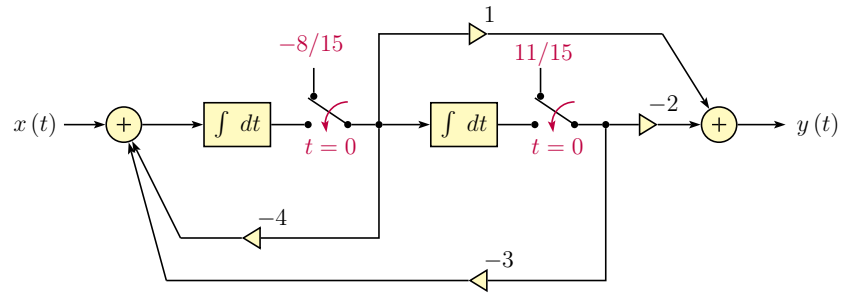 1
−8/15
11/15
−2
x (t)
+
∫ dt
t = 0
∫ dt
t = 0
+
y (t)
−4
−3